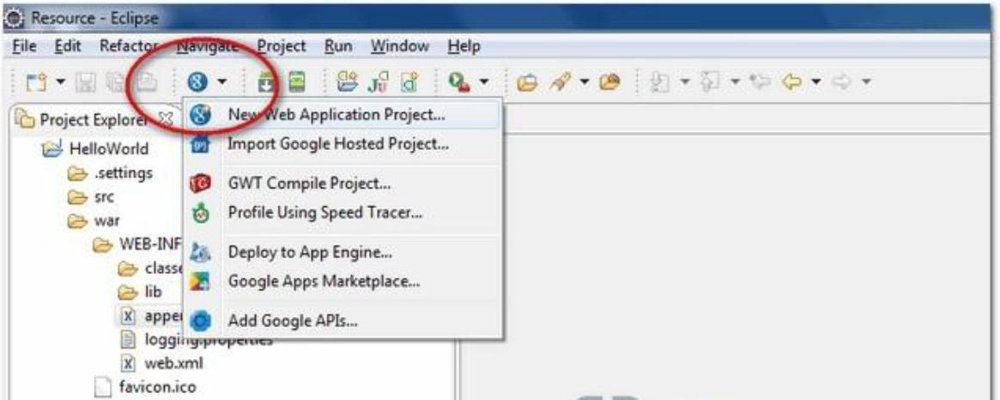 Resource - Eclipse
File Edit Refactor Navigate Project Run Window Help
Project Explorer
New Web Application Project...
HelloWorld
Import Google Hosted Project...
.settings
src
GWT Compile Project...
war
Profile Using Speed Tracer...
WEB-INF
Deploy to App Engine...
Google Apps Marketplace...
lib
Add Google APIs...
logging.properties
web.xml
favicon.ico